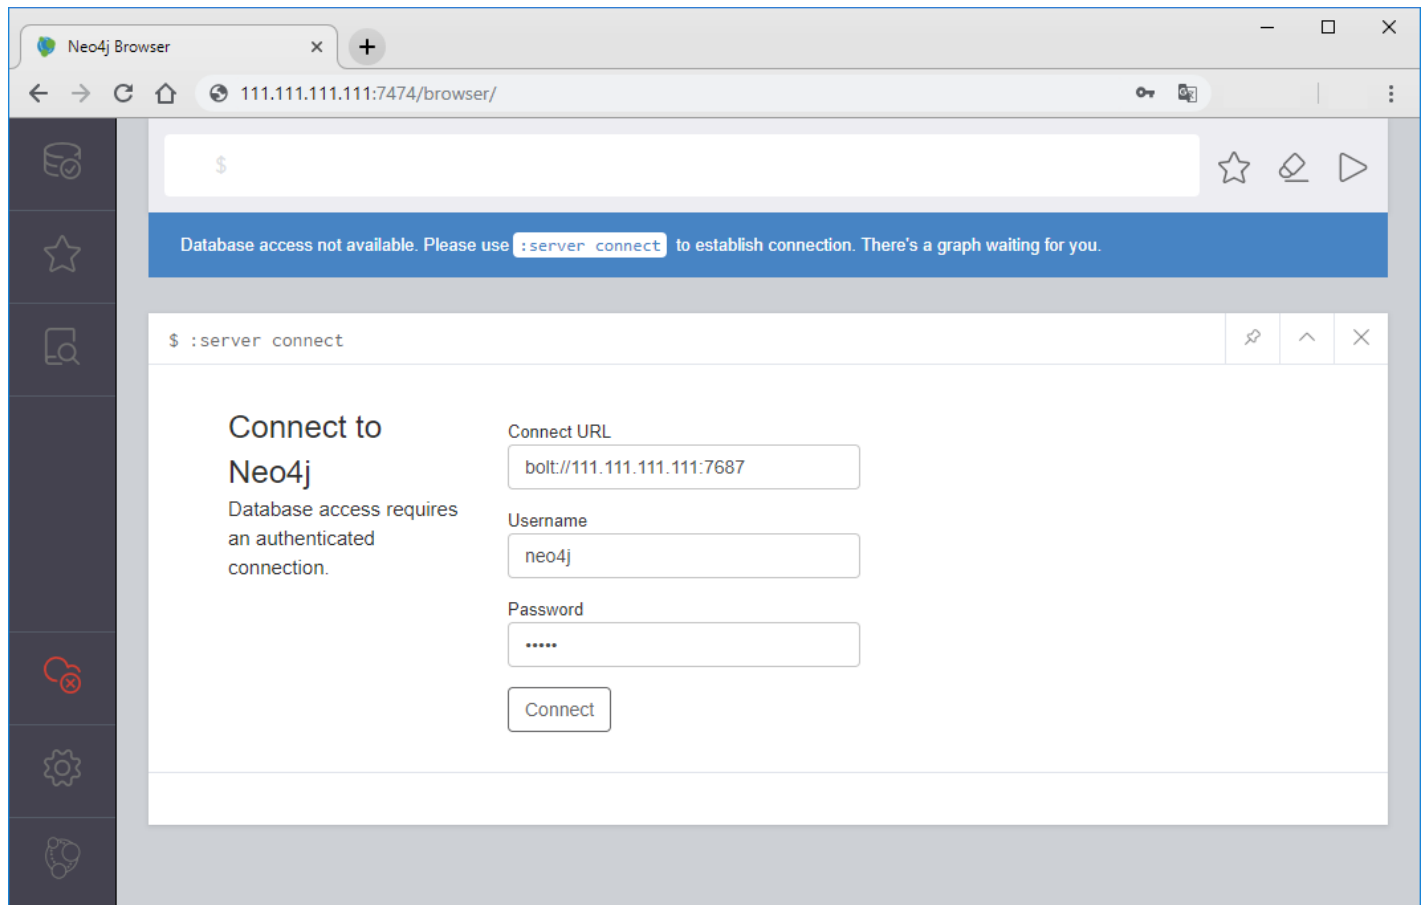 Neo4j Browser
111.111.111.111:7474/browser/
$
Database access not available. Please use :server connect to establish connection. There's a graph waiting for you.
$ :server connect
Connect to
Neo4j
Database access requires
an authenticated
connection.
Connect URL
bolt://111.111.111.111:7687
Username
neo4j
Password
•••••
Connect